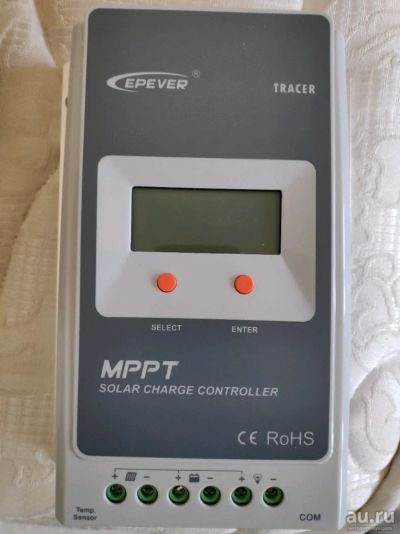 EPEVER ®
TRACER
SELECT
ENTER
MPPT
SOLAR CHARGE CONTROLLER
CE RoHS
+ − + − + −
Temp.
Sensor
COM
au.ru